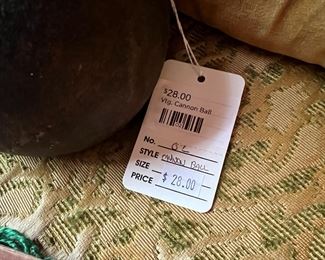 $28.00
Vtg. Cannon Ball
No.
STYLE CANNON BALL
SIZE
PRICE $ 28.00